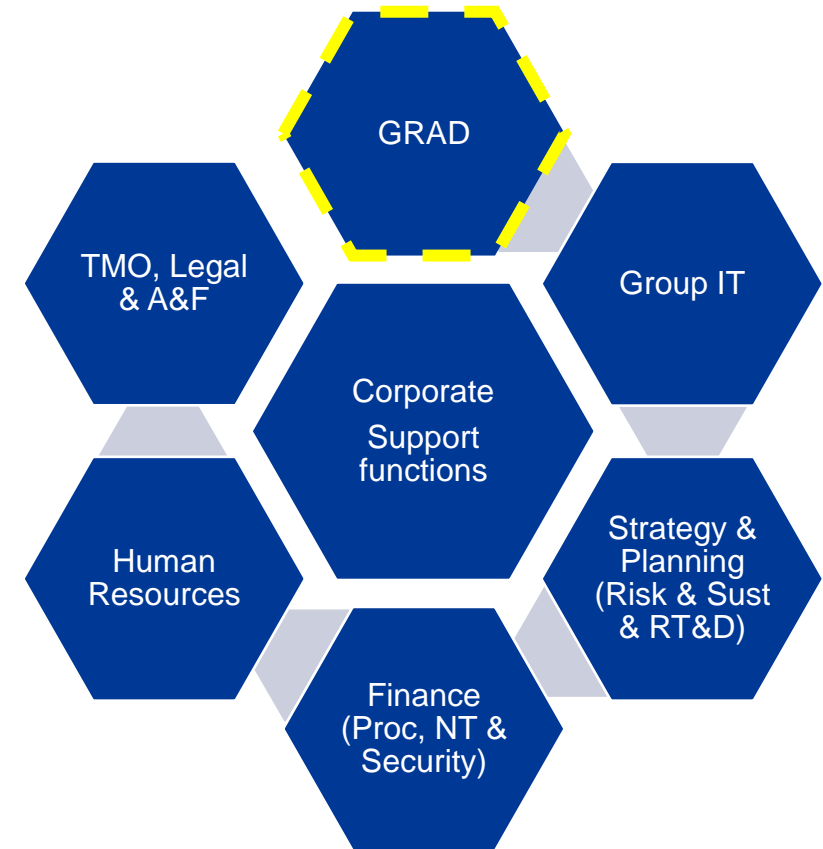 GRAD
TMO, Legal
& A&F
Group IT
Corporate
Support
functions
Human
Resources
Strategy &
Planning
(Risk & Sust
& RT&D)
Finance
(Proc, NT &
Security)